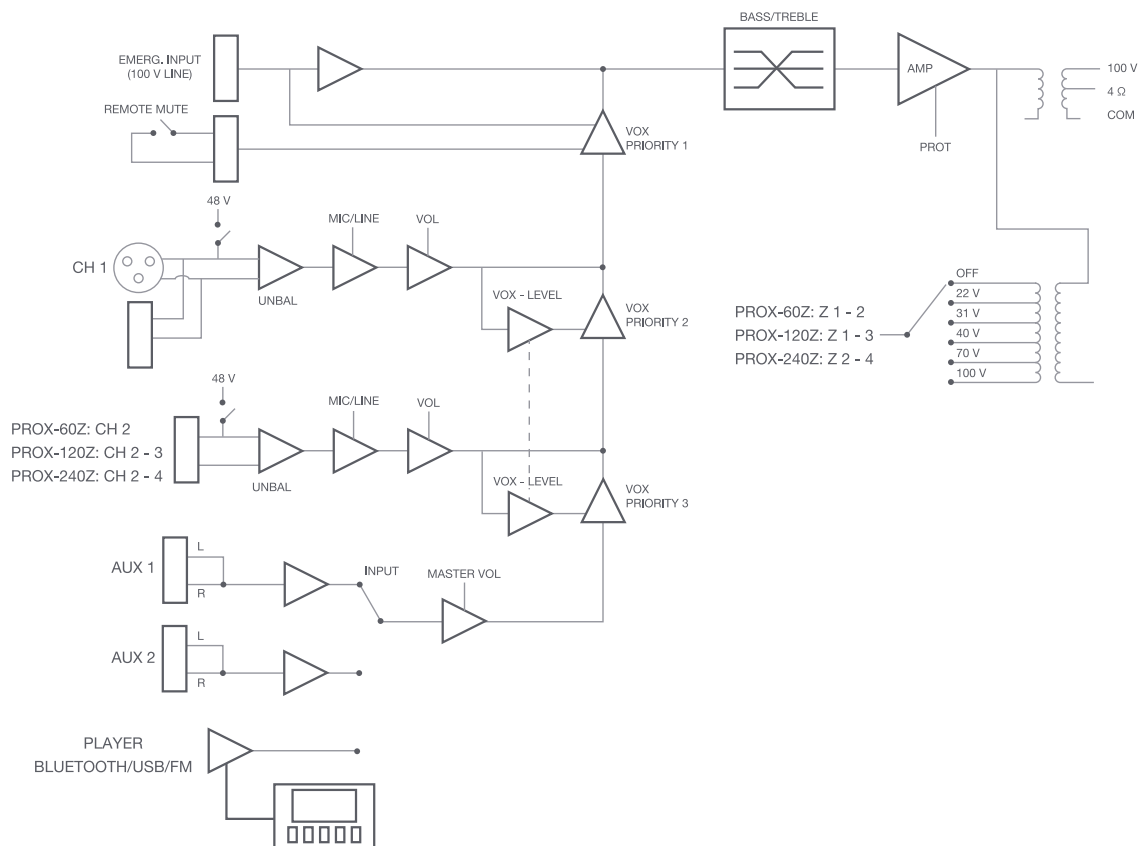 BASS/TREBLE
EMERG. INPUT
(100 V LINE)
AMP
100 V
4 Ω
COM
REMOTE MUTE
VOX
PRIORITY 1
PROT
48 V
MIC/LINE
VOL
CH 1
UNBAL
VOX - LEVEL
VOX
PRIORITY 2
OFF
22 V
31 V
40 V
70 V
100 V
PROX-60Z: Z 1 - 2
PROX-120Z: Z 1 - 3
PROX-240Z: Z 2 - 4
48 V
MIC/LINE
VOL
PROX-60Z: CH 2
PROX-120Z: CH 2 - 3
PROX-240Z: CH 2 - 4
UNBAL
VOX - LEVEL
VOX
PRIORITY 3
AUX 1
L
R
INPUT
MASTER VOL
AUX 2
L
R
PLAYER
BLUETOOTH/USB/FM